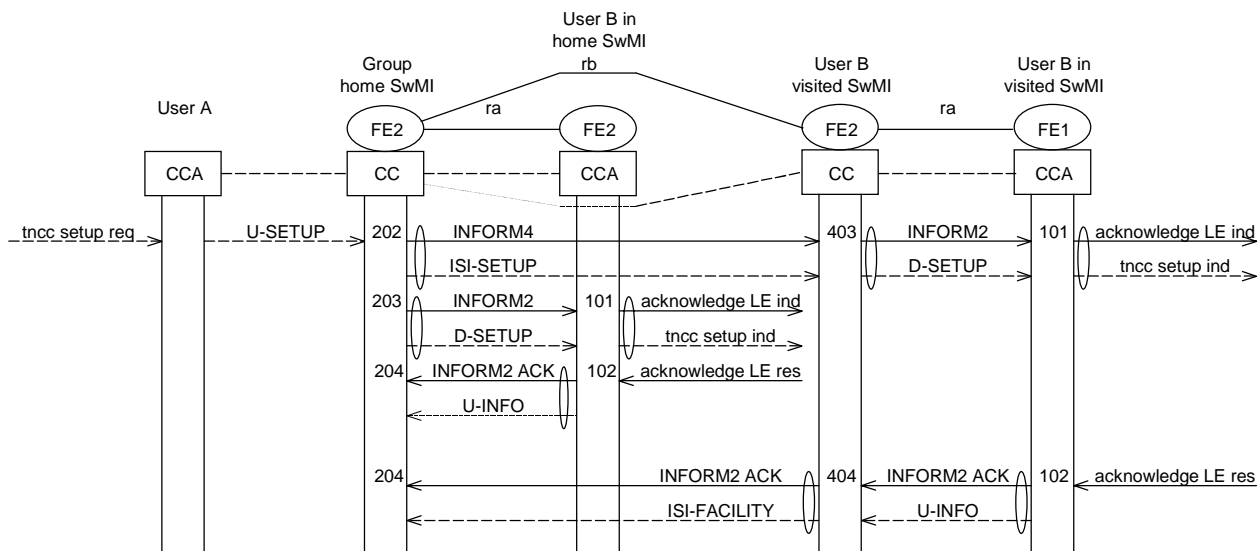 User B in
home SwMI
rb
Group
home SwMI
User B
visited SwMI
User B in
visited SwMI
User A
ra
ra
FE2
FE2
FE2
FE1
CCA
CC
CCA
CC
CCA
tncc setup req
U-SETUP
202
INFORM4
403
INFORM2
101
acknowledge LE ind
ISI-SETUP
D-SETUP
tncc setup ind
203
INFORM2
101
acknowledge LE ind
D-SETUP
tncc setup ind
204
INFORM2 ACK
102
acknowledge LE res
U-INFO
204
INFORM2 ACK
404
INFORM2 ACK
102
acknowledge LE res
ISI-FACILITY
U-INFO